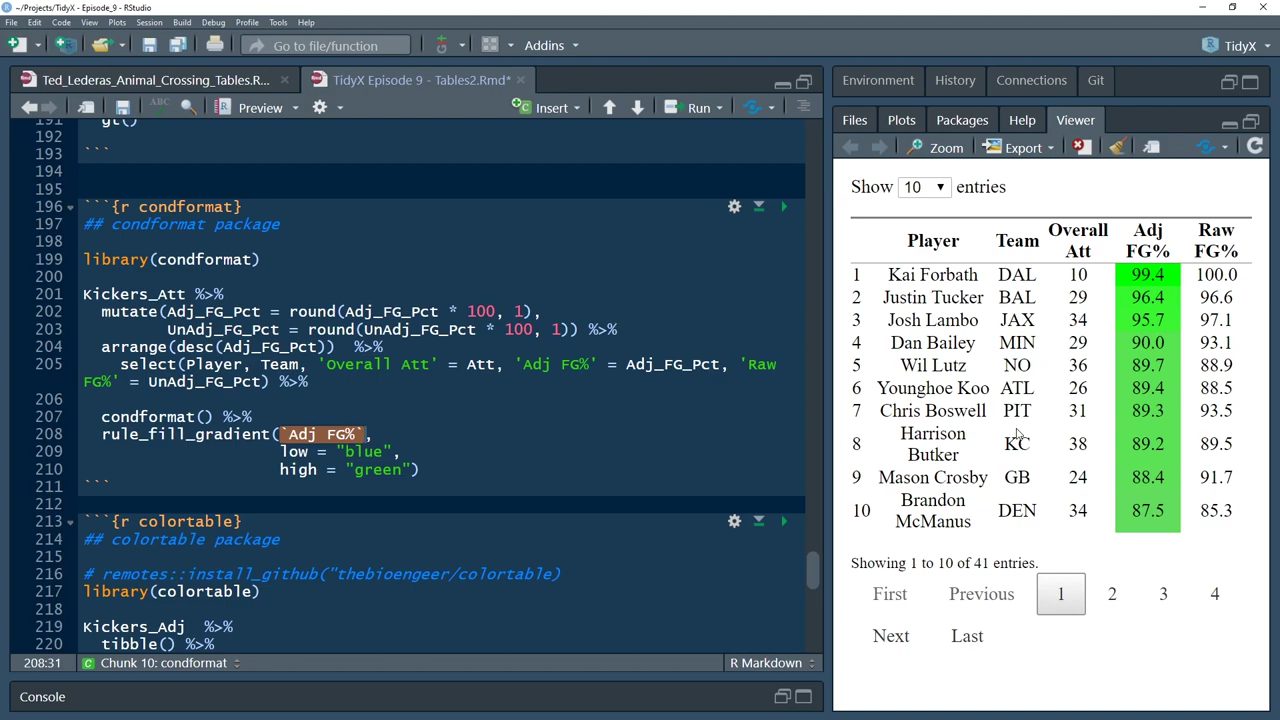 ~/Projects/TidyX - Episode_9 - RStudio
File Edit Code View Plots Session Build Debug Profile Tools Help
Go to file/function Addins TidyX
Ted_Lederas_Animal_Crossing_Tables.R... TidyX Episode 9 - Tables2.Rmd*
Preview Insert Run
191 gt()
192
193 ```
194
195
196 ```{r condformat}
197 ## condformat package
198
199 library(condformat)
200
201 Kickers_Att %>%
202 mutate(Adj_FG_Pct = round(Adj_FG_Pct * 100, 1),
203 UnAdj_FG_Pct = round(UnAdj_FG_Pct * 100, 1)) %>%
204 arrange(desc(Adj_FG_Pct)) %>%
205 select(Player, Team, 'Overall Att' = Att, 'Adj FG%' = Adj_FG_Pct, 'Raw
FG%' = UnAdj_FG_Pct) %>%
206
207 condformat() %>%
208 rule_fill_gradient(`Adj FG%`,
209 low = "blue",
210 high = "green")
211 ```
212
213 ```{r colortable}
214 ## colortable package
215
216 # remotes::install_github("thebioengeer/colortable)
217 library(colortable)
218
219 Kickers_Adj %>%
220 tibble() %>%
208:31 Chunk 10: condformat R Markdown
Console
Environment History Connections Git
Files Plots Packages Help Viewer
Zoom Export
Show 10 entries
Player Team Overall Att Adj FG% Raw FG%
1 Kai Forbath DAL 10 99.4 100.0
2 Justin Tucker BAL 29 96.4 96.6
3 Josh Lambo JAX 34 95.7 97.1
4 Dan Bailey MIN 29 90.0 93.1
5 Wil Lutz NO 36 89.7 88.9
6 Younghoe Koo ATL 26 89.4 88.5
7 Chris Boswell PIT 31 89.3 93.5
8 Harrison Butker KC 38 89.2 89.5
9 Mason Crosby GB 24 88.4 91.7
10 Brandon McManus DEN 34 87.5 85.3
Showing 1 to 10 of 41 entries.
First Previous 1 2 3 4
Next Last